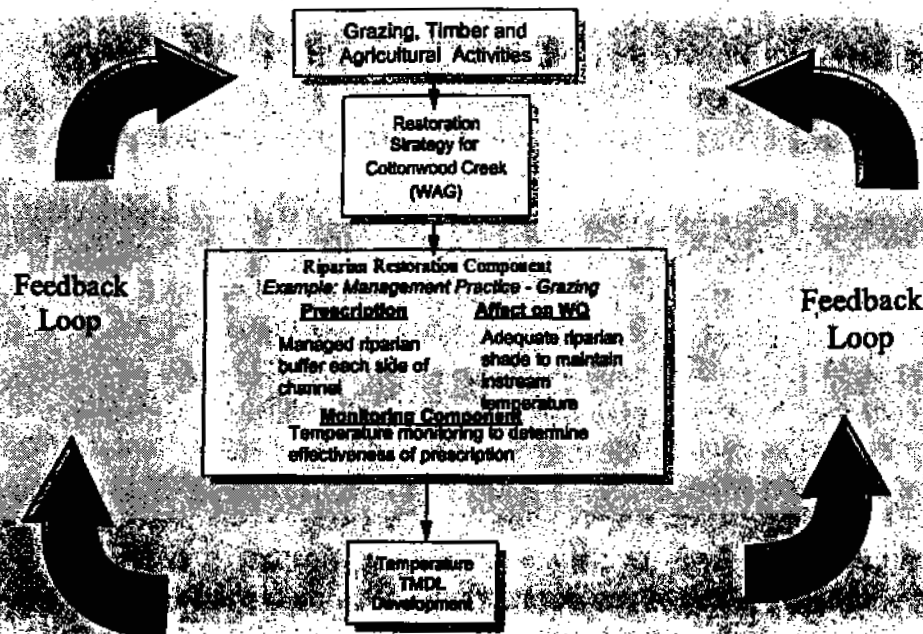 Grazing, Timber and
Agricultural Activities
Restoration
Strategy for
Cottonwood Creek
(WAG)
Riparian Restoration Component
Example: Management Practice - Grazing
Prescription
Managed riparian
buffer each side of
channel
Affect on WQ
Adequate riparian
shade to maintain
instream
temperature
Monitoring Component
Temperature monitoring to determine
effectiveness of prescription
Feedback
Loop
Feedback
Loop
Temperature
TMDL
Development